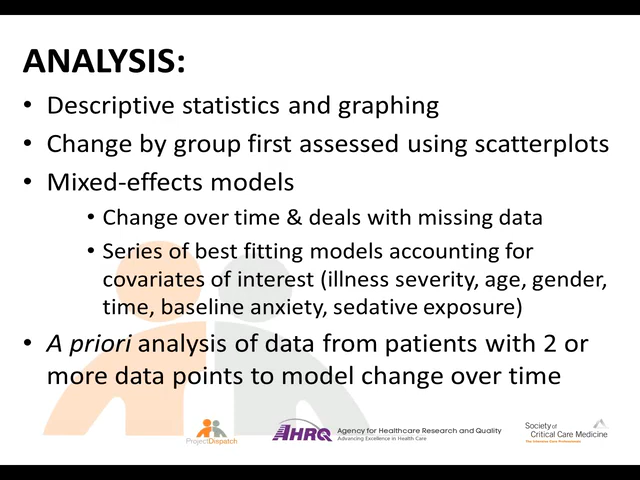 ANALYSIS:
• Descriptive statistics and graphing
• Change by group first assessed using scatterplots
• Mixed-effects models
• Change over time & deals with missing data
• Series of best fitting models accounting for
covariates of interest (illness severity, age, gender,
time, baseline anxiety, sedative exposure)
• A priori analysis of data from patients with 2 or
more data points to model change over time
ProjectDispatch
AHRQ
Agency for Healthcare Research and Quality
Advancing Excellence in Health Care
Society of
Critical Care Medicine
The Intensive Care Professionals